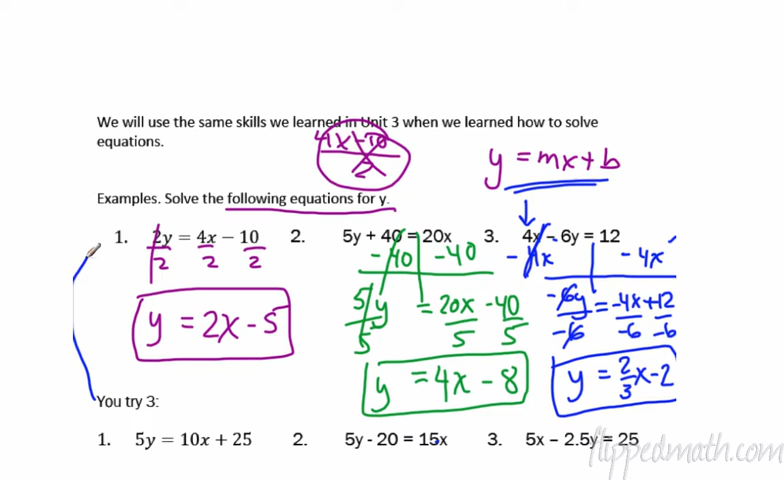 We will use the same skills we learned in Unit 3 when we learned how to solve
equations.
4x-10
2
y = mx+b
Examples. Solve the following equations for y.
1. 2y = 4x − 10 2. 5y + 40 = 20x 3. 4x − 6y = 12
2 2 2 -40 -40 -4x -4x
5y = 20x -40 -6y = -4x+12
5 5 5 -6 -6 -6
y = 2x-5 y = 4x - 8 y = 2/3x-2
You try 3:
1. 5y = 10x + 25 2. 5y - 20 = 15x 3. 5x − 2.5y = 25
flippedmath.com